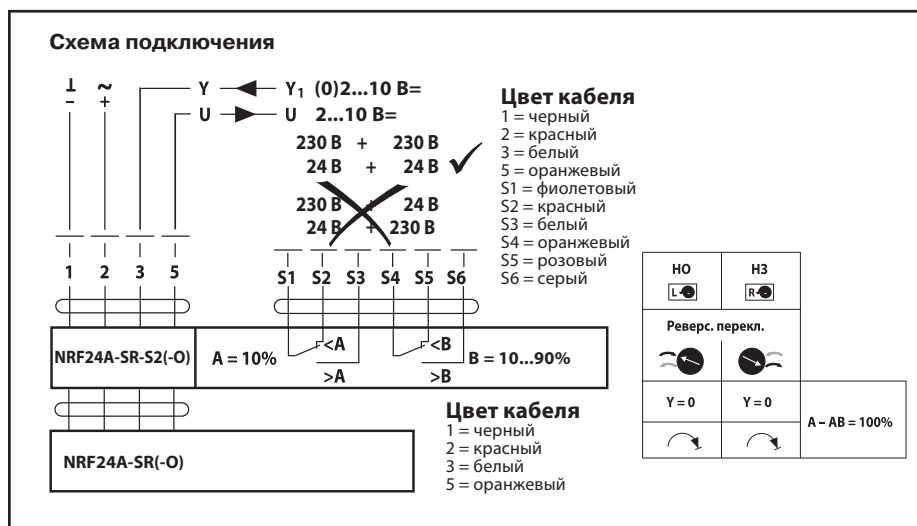 Схема подключения
⊥ ~ Y Y₁ (0)2...10 В=
– + U U 2...10 В=
230 В + 230 В
24 В + 24 В
230 В + 24 В
24 В + 230 В
1 2 3 5 S1 S2 S3 S4 S5 S6
Цвет кабеля
1 = черный
2 = красный
3 = белый
5 = оранжевый
S1 = фиолетовый
S2 = красный
S3 = белый
S4 = оранжевый
S5 = розовый
S6 = серый
NRF24A-SR-S2(-O)
A = 10%
<A
>A
<B
>B
B = 10...90%
NRF24A-SR(-O)
Цвет кабеля
1 = черный
2 = красный
3 = белый
5 = оранжевый
НО НЗ
L R
Реверс. перекл.
Y = 0 Y = 0
A – AB = 100%